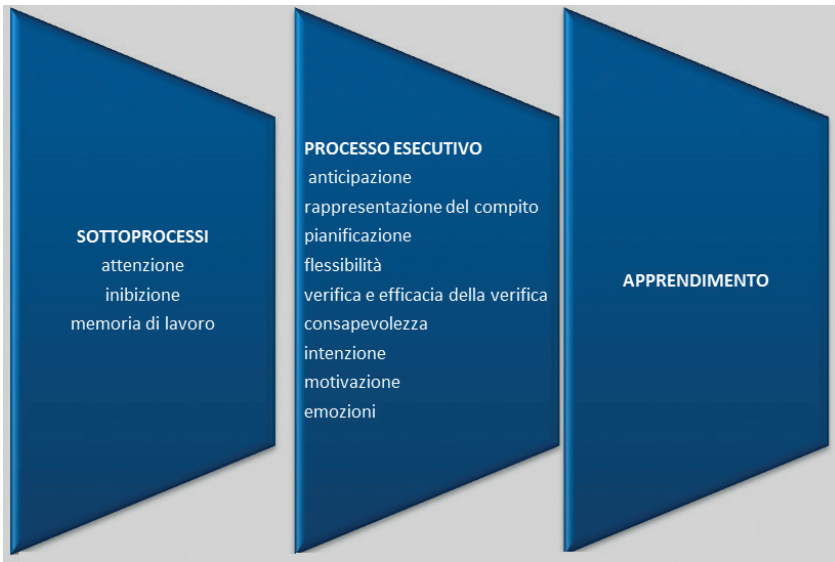 SOTTOPROCESSI
attenzione
inibizione
memoria di lavoro
PROCESSO ESECUTIVO
anticipazione
rappresentazione del compito
pianificazione
flessibilità
verifica e efficacia della verifica
consapevolezza
intenzione
motivazione
emozioni
APPRENDIMENTO